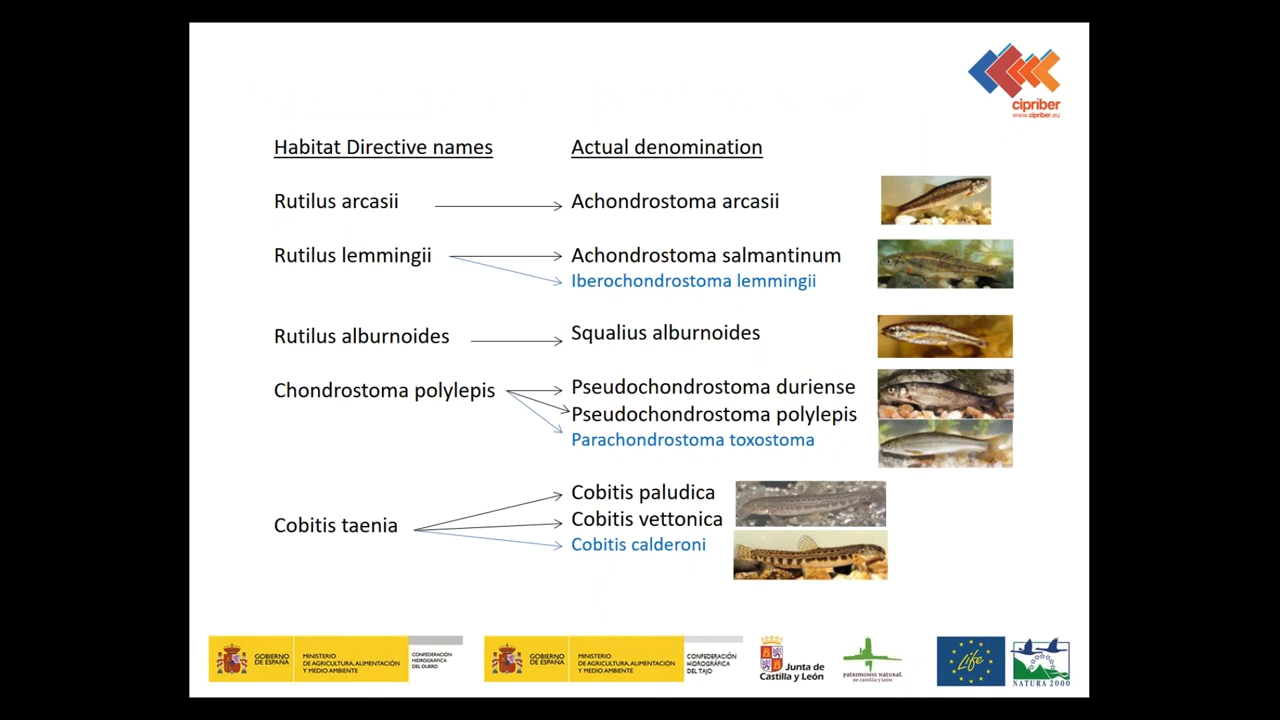 cipriber
www.cipriber.eu
Habitat Directive names
Actual denomination
Rutilus arcasii
Achondrostoma arcasii
Rutilus lemmingii
Achondrostoma salmantinum
Iberochondrostoma lemmingii
Rutilus alburnoides
Squalius alburnoides
Chondrostoma polylepis
Pseudochondrostoma duriense
Pseudochondrostoma polylepis
Parachondrostoma toxostoma
Cobitis taenia
Cobitis paludica
Cobitis vettonica
Cobitis calderoni
GOBIERNO
DE ESPAÑA
MINISTERIO
DE AGRICULTURA, ALIMENTACIÓN
Y MEDIO AMBIENTE
CONFEDERACIÓN
HIDROGRÁFICA
DEL DUERO
GOBIERNO
DE ESPAÑA
MINISTERIO
DE AGRICULTURA, ALIMENTACIÓN
Y MEDIO AMBIENTE
CONFEDERACIÓN
HIDROGRÁFICA
DEL TAJO
Junta de
Castilla y León
PATRIMONIO NATURAL
de castilla y león
Life
NATURA 2000